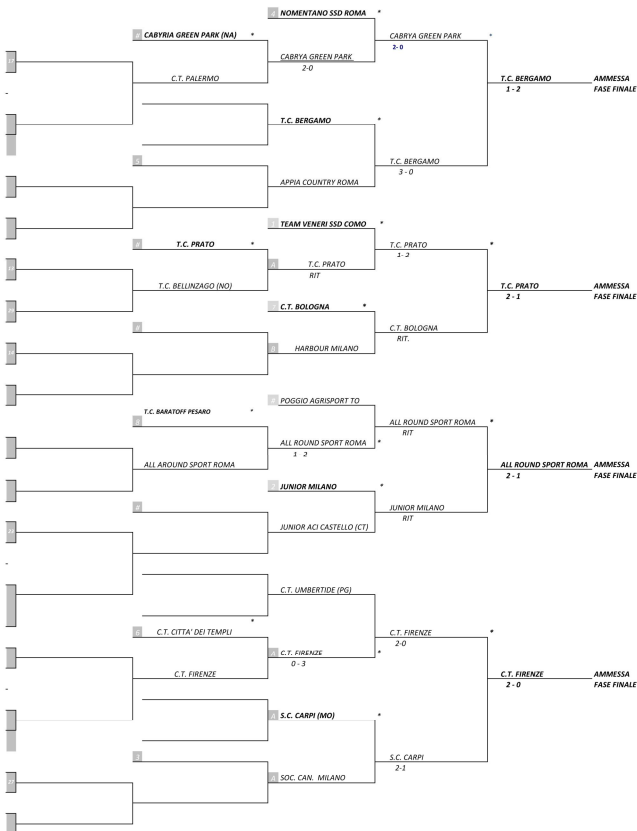 NOMENTANO SSD ROMA *
8 CABYRIA GREEN PARK (NA) *
CABRYA GREEN PARK *
2- 0
CABRYA GREEN PARK
2-0
C.T. PALERMO
T.C. BERGAMO AMMESSA
1 - 2 FASE FINALE
T.C. BERGAMO *
T.C. BERGAMO
3 - 0
APPIA COUNTRY ROMA
TEAM VENERI SSD COMO *
T.C. PRATO *
T.C. PRATO *
1- 2
A T.C. PRATO
RIT
T.C. BELLINZAGO (NO)
T.C. PRATO AMMESSA
2 - 1 FASE FINALE
C.T. BOLOGNA *
C.T. BOLOGNA
RIT.
8
HARBOUR MILANO
POGGIO AGRISPORT TO
T.C. BARATOFF PESARO *
ALL ROUND SPORT ROMA *
RIT
ALL ROUND SPORT ROMA *
1 2
ALL AROUND SPORT ROMA
ALL ROUND SPORT ROMA AMMESSA
2 - 1 FASE FINALE
JUNIOR MILANO *
JUNIOR MILANO
RIT
JUNIOR ACI CASTELLO (CT)
C.T. UMBERTIDE (PG)
*
6 C.T. CITTA' DEI TEMPLI
C.T. FIRENZE *
2-0
A C.T. FIRENZE *
0 - 3
C.T. FIRENZE
C.T. FIRENZE AMMESSA
2 - 0 FASE FINALE
S.C. CARPI (MO) *
S.C. CARPI
2-1
A SOC. CAN. MILANO
27